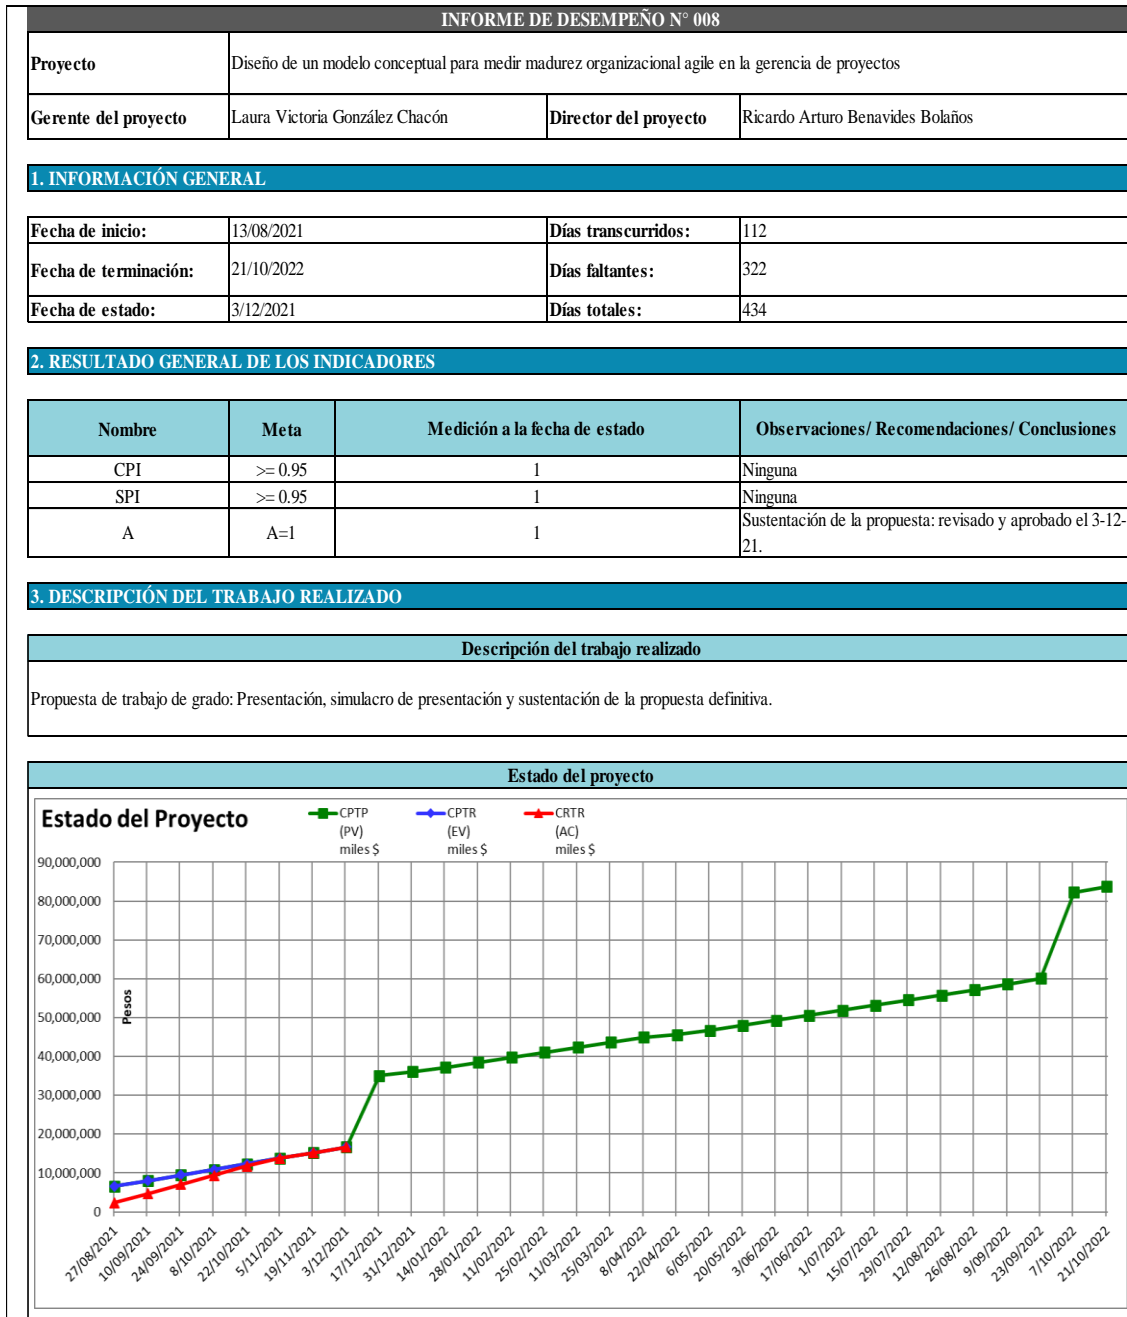 INFORME DE DESEMPEÑO N° 008
Proyecto
Diseño de un modelo conceptual para medir madurez organizacional agile en la gerencia de proyectos
Gerente del proyecto
Laura Victoria González Chacón
Director del proyecto
Ricardo Arturo Benavides Bolaños
1. INFORMACIÓN GENERAL
Fecha de inicio:
13/08/2021
Días transcurridos:
112
Fecha de terminación:
21/10/2022
Días faltantes:
322
Fecha de estado:
3/12/2021
Días totales:
434
2. RESULTADO GENERAL DE LOS INDICADORES
Nombre
Meta
Medición a la fecha de estado
Observaciones/ Recomendaciones/ Conclusiones
CPI
>= 0.95
1
Ninguna
SPI
>= 0.95
1
Ninguna
A
A=1
1
Sustentación de la propuesta: revisado y aprobado el 3-12-
21.
3. DESCRIPCIÓN DEL TRABAJO REALIZADO
Descripción del trabajo realizado
Propuesta de trabajo de grado: Presentación, simulacro de presentación y sustentación de la propuesta definitiva.
Estado del proyecto
Estado del Proyecto
CPTP
(PV)
miles $
CPTR
(EV)
miles $
CRTR
(AC)
miles $
90,000,000
80,000,000
70,000,000
60,000,000
50,000,000
40,000,000
30,000,000
20,000,000
10,000,000
0
Pesos
27/08/2021
10/09/2021
24/09/2021
8/10/2021
22/10/2021
5/11/2021
19/11/2021
3/12/2021
17/12/2021
31/12/2021
14/01/2022
28/01/2022
11/02/2022
25/02/2022
11/03/2022
25/03/2022
8/04/2022
22/04/2022
6/05/2022
20/05/2022
3/06/2022
17/06/2022
1/07/2022
15/07/2022
29/07/2022
12/08/2022
26/08/2022
9/09/2022
23/09/2022
7/10/2022
21/10/2022